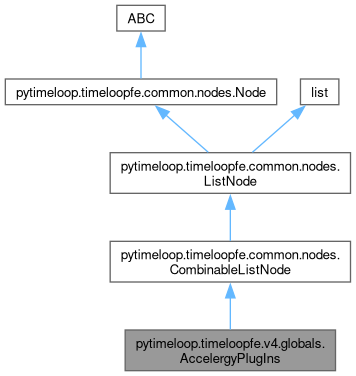 ABC
pytimeloop.timeloopfe.common.nodes.Node
list
pytimeloop.timeloopfe.common.nodes.
ListNode
pytimeloop.timeloopfe.common.nodes.
CombinableListNode
pytimeloop.timeloopfe.v4.globals.
AccelergyPlugIns